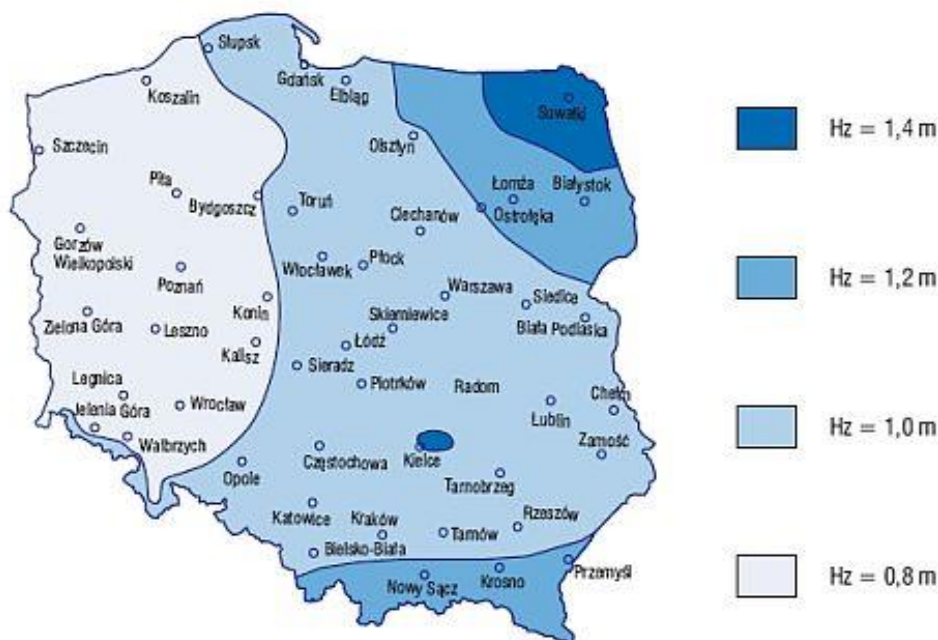 Słupsk
Gdańsk
Elbląg
Koszalin
Suwałki
Hz = 1,4 m
Szczecin
Olsztyn
Piła
Bydgoszcz
Toruń
Łomża
Białystok
Ostrołęka
Ciechanów
Gorzów
Wielkopolski
Poznań
Włocławek
Płock
Hz = 1,2 m
Konin
Warszawa
Siedlce
Skierniewice
Biała Podlaska
Zielona Góra
Leszno
Łódź
Kalisz
Sieradz
Piotrków
Radom
Legnica
Wrocław
Lublin
Chełm
Jelenia Góra
Wałbrzych
Zamość
Hz = 1,0 m
Częstochowa
Kielce
Opole
Tarnobrzeg
Katowice
Kraków
Tarnów
Rzeszów
Bielsko-Biała
Przemyśl
Nowy Sącz
Krosno
Hz = 0,8 m